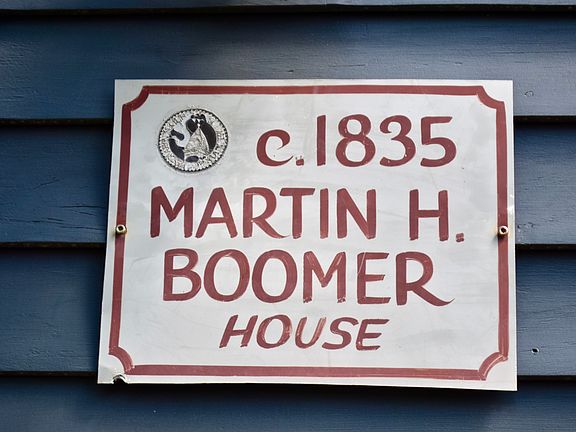 c. 1835
MARTIN H.
BOOMER
HOUSE